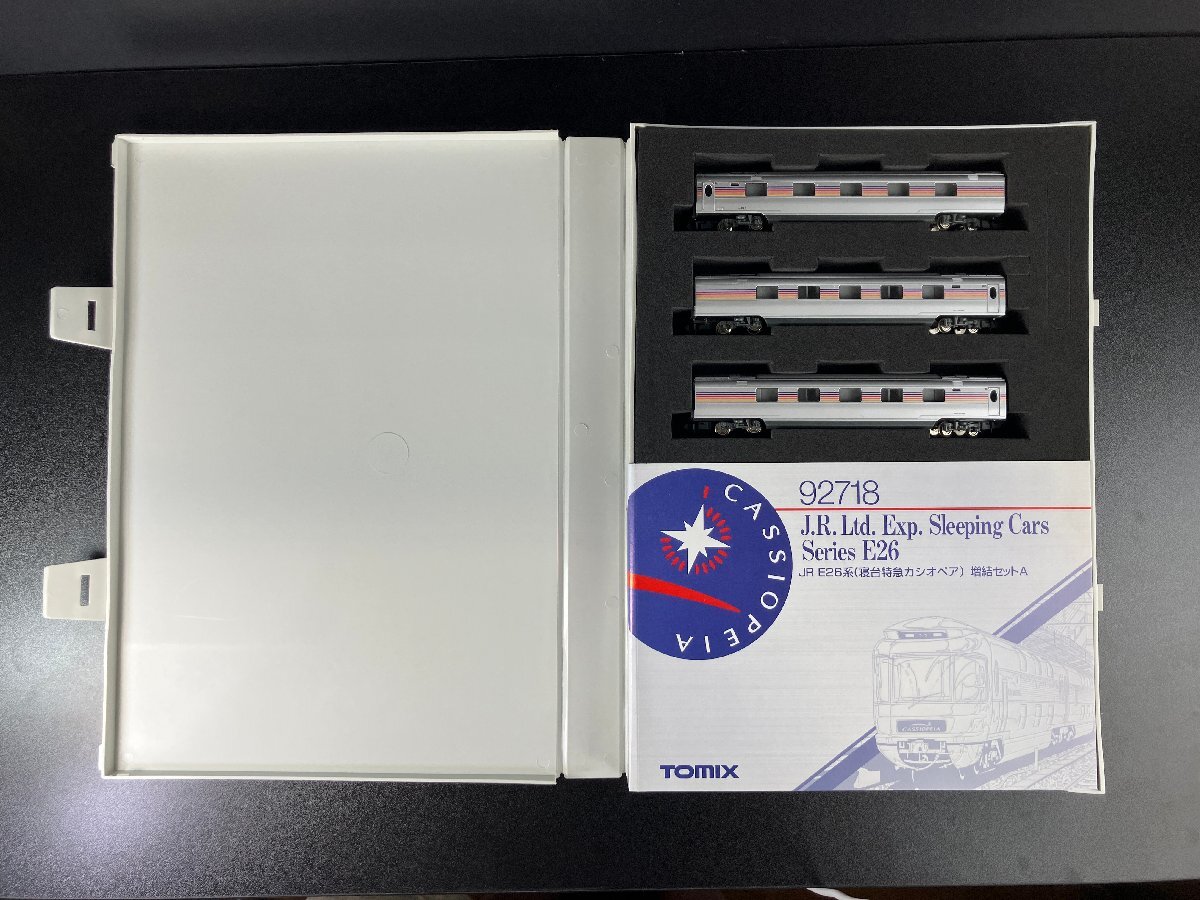 92718
J.R. Ltd. Exp. Sleeping Cars
Series E26
JR E26系(寝台特急カシオペア) 増結セットA
CASSIOPEIA
CASSIOPEIA
TOMIX